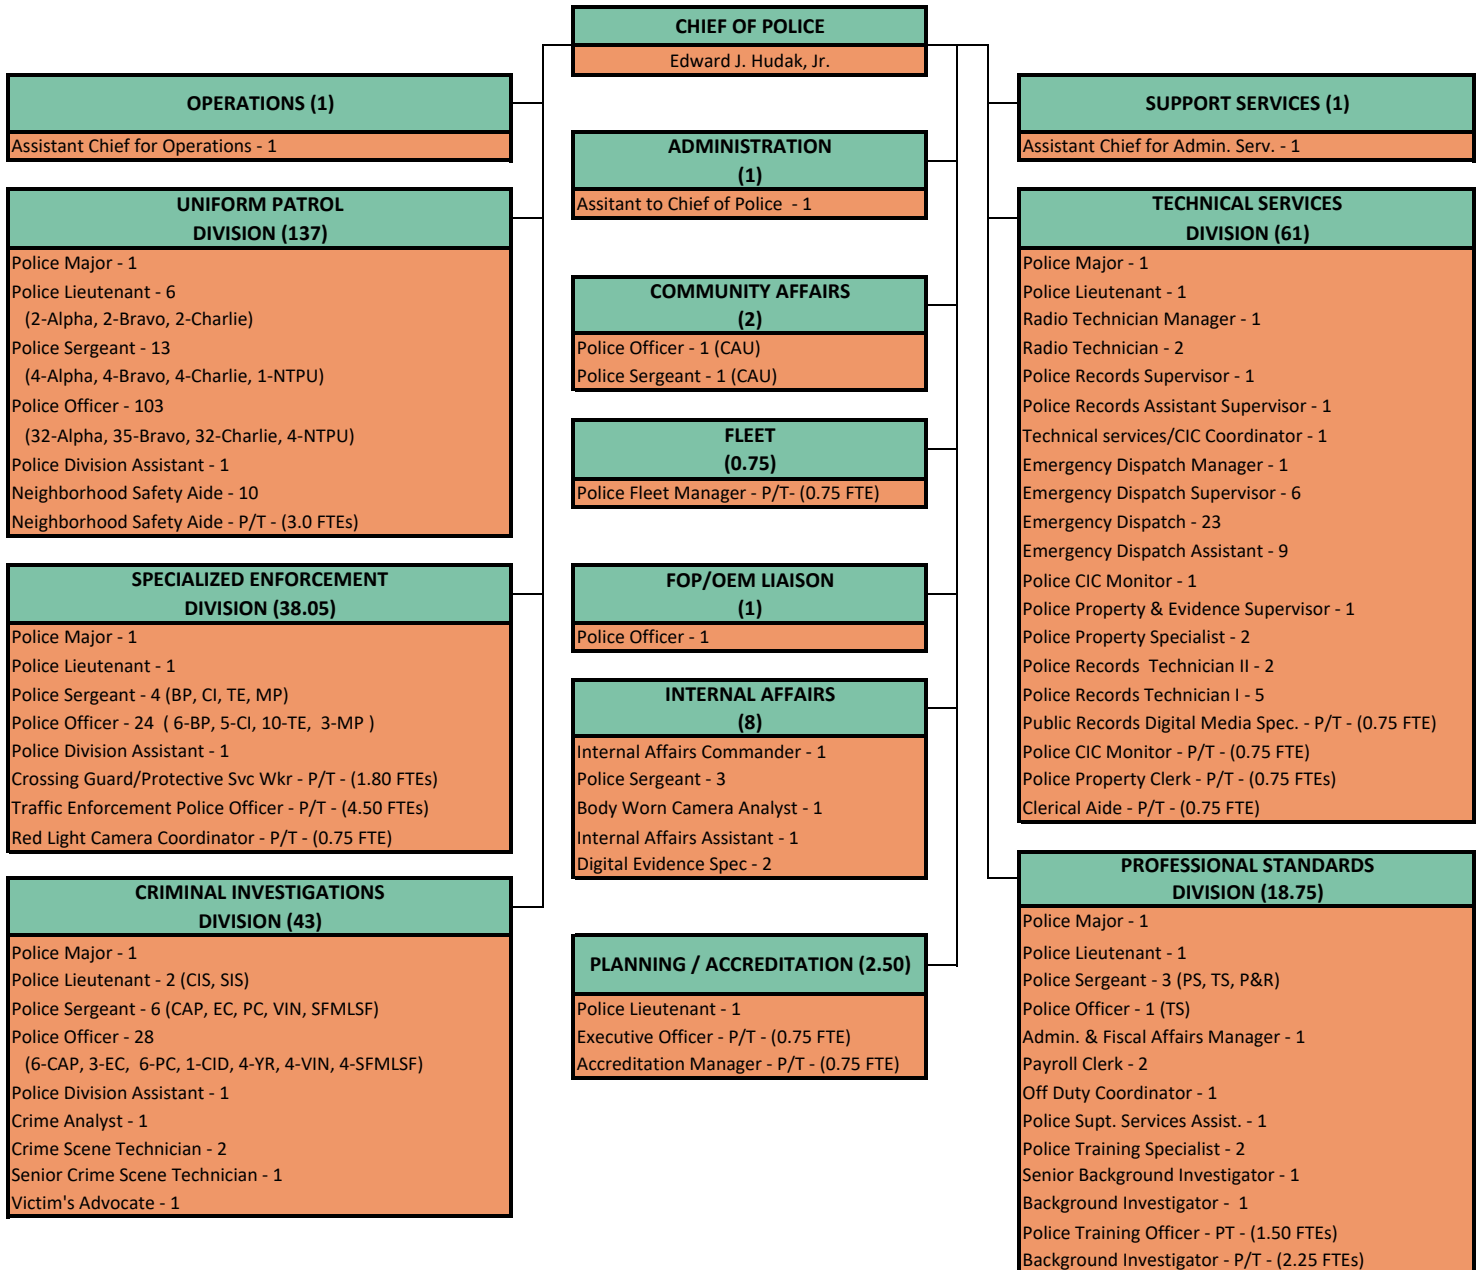 CHIEF OF POLICE
Edward J. Hudak, Jr.
OPERATIONS (1)
Assistant Chief for Operations - 1
UNIFORM PATROL
DIVISION (137)
Police Major - 1
Police Lieutenant - 6
(2-Alpha, 2-Bravo, 2-Charlie)
Police Sergeant - 13
(4-Alpha, 4-Bravo, 4-Charlie, 1-NTPU)
Police Officer - 103
(32-Alpha, 35-Bravo, 32-Charlie, 4-NTPU)
Police Division Assistant - 1
Neighborhood Safety Aide - 10
Neighborhood Safety Aide - P/T - (3.0 FTEs)
SPECIALIZED ENFORCEMENT
DIVISION (38.05)
Police Major - 1
Police Lieutenant - 1
Police Sergeant - 4 (BP, CI, TE, MP)
Police Officer - 24 ( 6-BP, 5-CI, 10-TE, 3-MP )
Police Division Assistant - 1
Crossing Guard/Protective Svc Wkr - P/T - (1.80 FTEs)
Traffic Enforcement Police Officer - P/T - (4.50 FTEs)
Red Light Camera Coordinator - P/T - (0.75 FTE)
CRIMINAL INVESTIGATIONS
DIVISION (43)
Police Major - 1
Police Lieutenant - 2 (CIS, SIS)
Police Sergeant - 6 (CAP, EC, PC, VIN, SFMLSF)
Police Officer - 28
(6-CAP, 3-EC, 6-PC, 1-CID, 4-YR, 4-VIN, 4-SFMLSF)
Police Division Assistant - 1
Crime Analyst - 1
Crime Scene Technician - 2
Senior Crime Scene Technician - 1
Victim's Advocate - 1
ADMINISTRATION
(1)
Assitant to Chief of Police - 1
COMMUNITY AFFAIRS
(2)
Police Officer - 1 (CAU)
Police Sergeant - 1 (CAU)
FLEET
(0.75)
Police Fleet Manager - P/T- (0.75 FTE)
FOP/OEM LIAISON
(1)
Police Officer - 1
INTERNAL AFFAIRS
(8)
Internal Affairs Commander - 1
Police Sergeant - 3
Body Worn Camera Analyst - 1
Internal Affairs Assistant - 1
Digital Evidence Spec - 2
PLANNING / ACCREDITATION (2.50)
Police Lieutenant - 1
Executive Officer - P/T - (0.75 FTE)
Accreditation Manager - P/T - (0.75 FTE)
SUPPORT SERVICES (1)
Assistant Chief for Admin. Serv. - 1
TECHNICAL SERVICES
DIVISION (61)
Police Major - 1
Police Lieutenant - 1
Radio Technician Manager - 1
Radio Technician - 2
Police Records Supervisor - 1
Police Records Assistant Supervisor - 1
Technical services/CIC Coordinator - 1
Emergency Dispatch Manager - 1
Emergency Dispatch Supervisor - 6
Emergency Dispatch - 23
Emergency Dispatch Assistant - 9
Police CIC Monitor - 1
Police Property & Evidence Supervisor - 1
Police Property Specialist - 2
Police Records Technician II - 2
Police Records Technician I - 5
Public Records Digital Media Spec. - P/T - (0.75 FTE)
Police CIC Monitor - P/T - (0.75 FTE)
Police Property Clerk - P/T - (0.75 FTEs)
Clerical Aide - P/T - (0.75 FTE)
PROFESSIONAL STANDARDS
DIVISION (18.75)
Police Major - 1
Police Lieutenant - 1
Police Sergeant - 3 (PS, TS, P&R)
Police Officer - 1 (TS)
Admin. & Fiscal Affairs Manager - 1
Payroll Clerk - 2
Off Duty Coordinator - 1
Police Supt. Services Assist. - 1
Police Training Specialist - 2
Senior Background Investigator - 1
Background Investigator - 1
Police Training Officer - PT - (1.50 FTEs)
Background Investigator - P/T - (2.25 FTEs)